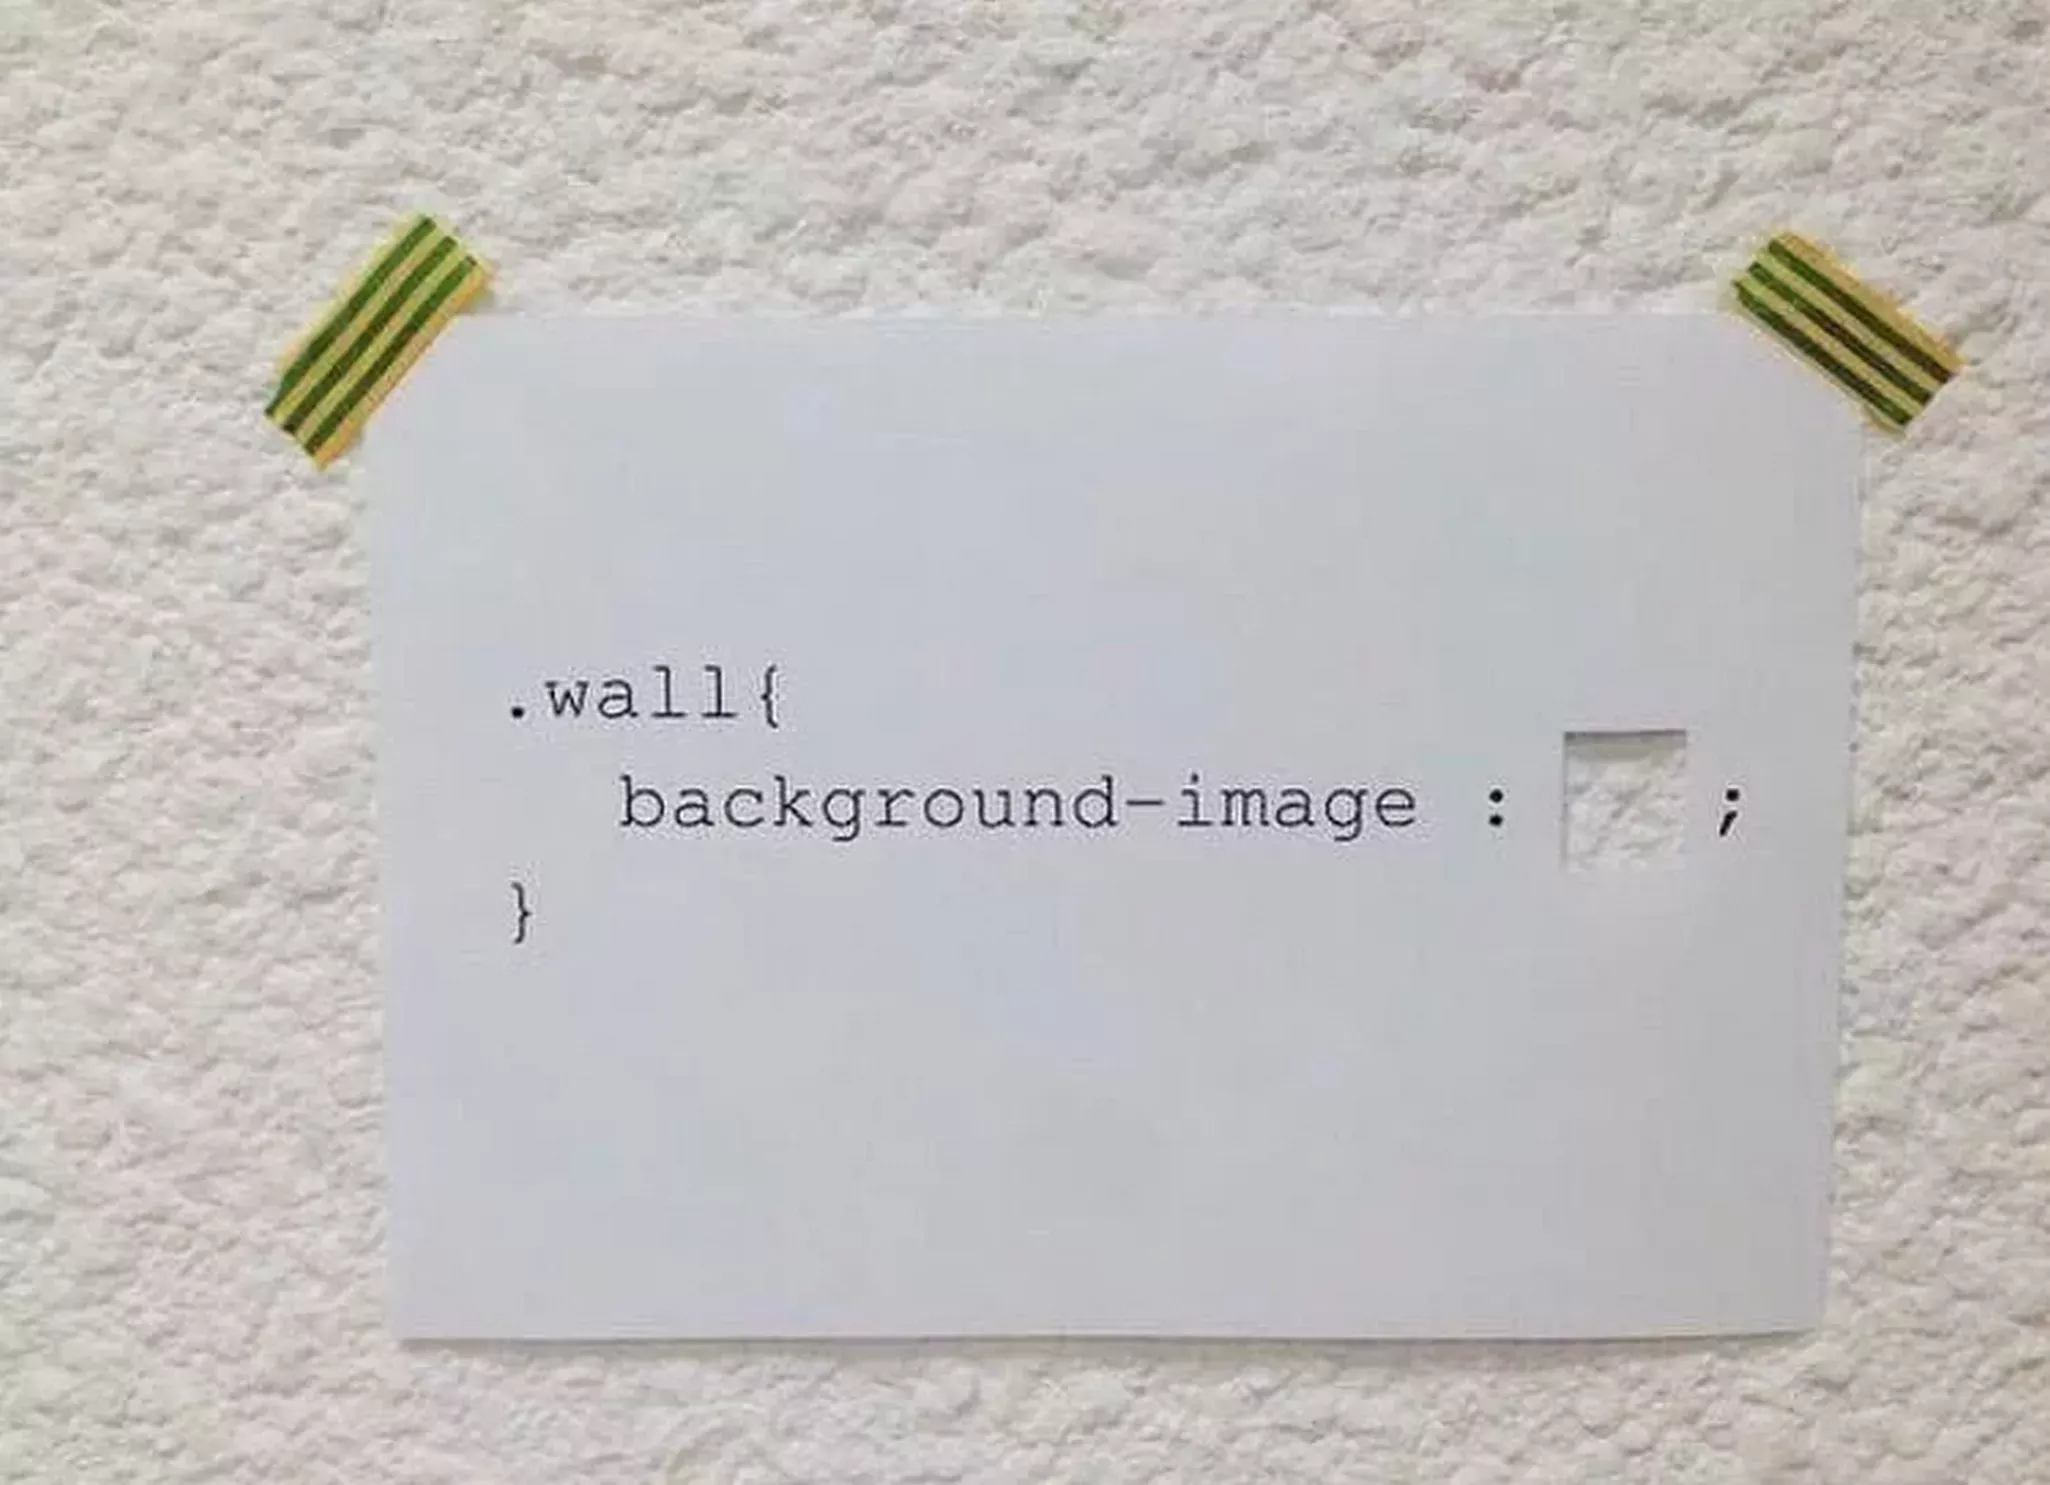 .wall{
background-image : ;
}